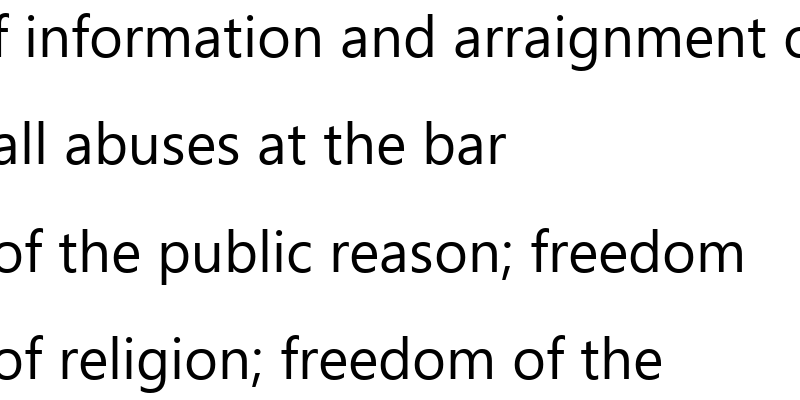 f information and arraignment o
all abuses at the bar
of the public reason; freedom
of religion; freedom of the